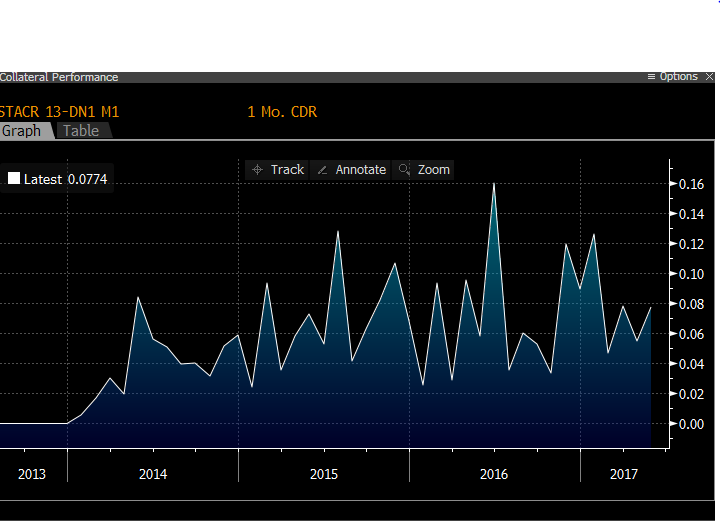 Collateral Performance Options
STACR 13-DN1 M1 1 Mo. CDR
Graph Table
Track Annotate Zoom
Latest 0.0774
0.16
0.14
0.12
0.10
0.08
0.06
0.04
0.02
0.00
2013 2014 2015 2016 2017